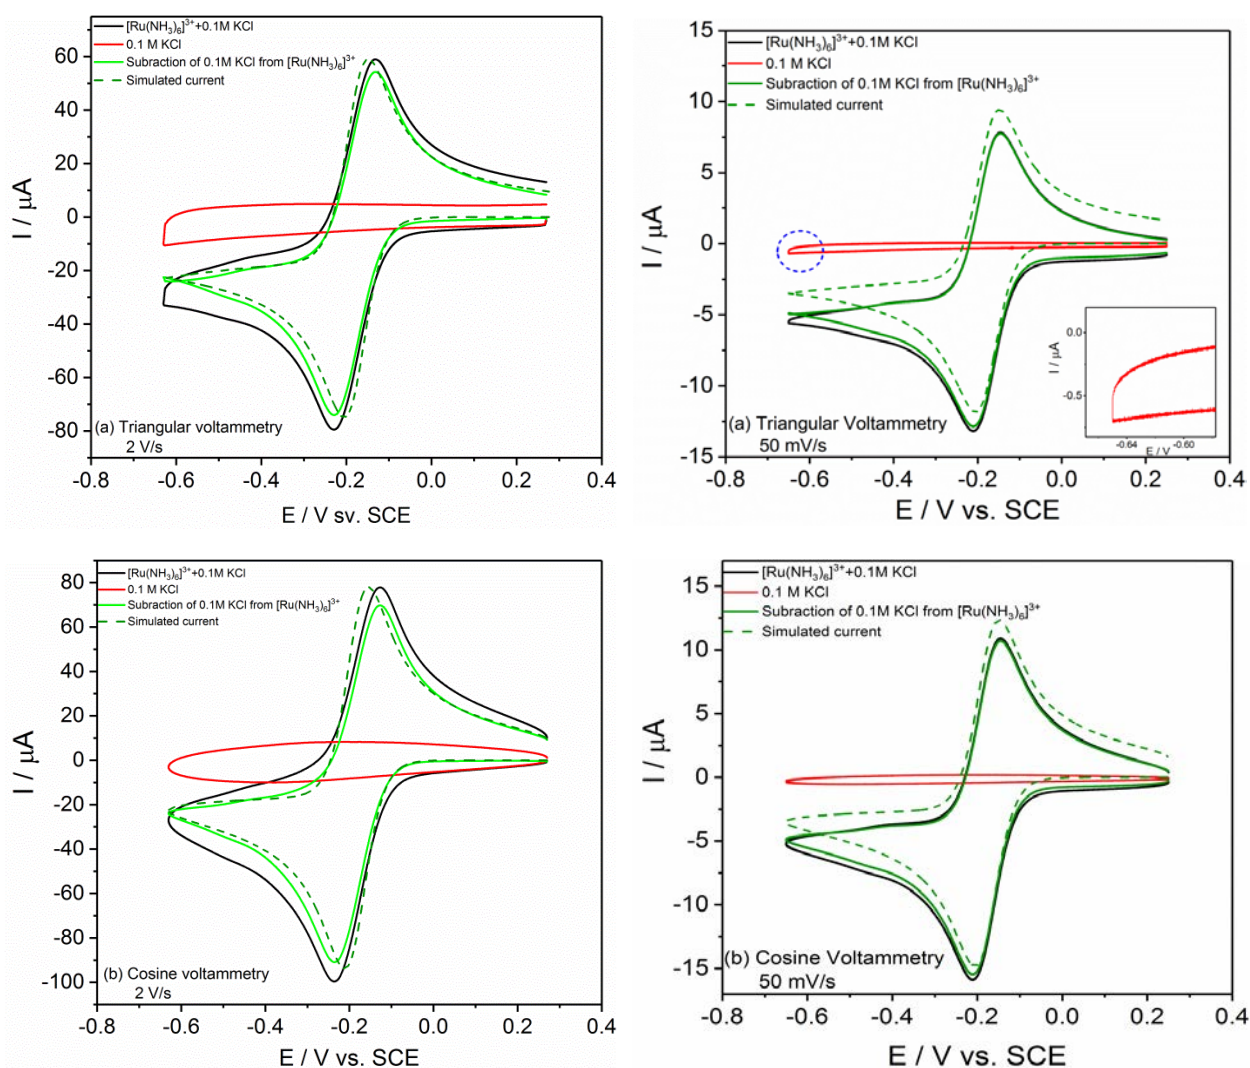 [Ru(NH3)6]3++0.1M KCl
0.1 M KCl
Subraction of 0.1M KCl from [Ru(NH3)6]3+
Simulated current
60
40
20
0
-20
-40
-60
-80
I / µA
(a) Triangular voltammetry
2 V/s
-0.8 -0.6 -0.4 -0.2 0.0 0.2 0.4
E / V sv. SCE
[Ru(NH3)6]3++0.1M KCl
0.1 M KCl
Subraction of 0.1M KCl from [Ru(NH3)6]3+
Simulated current
15
10
5
0
-5
-10
-15
I / µA
0.0
-0.5
I / µA
-0.64 -0.60
E / V
(a) Triangular Voltammetry
50 mV/s
-0.8 -0.6 -0.4 -0.2 0.0 0.2 0.4
E / V vs. SCE
[Ru(NH3)6]3++0.1M KCl
0.1 M KCl
Subraction of 0.1M KCl from [Ru(NH3)6]3+
Simulated current
80
60
40
20
0
-20
-40
-60
-80
-100
I / µA
(b) Cosine voltammetry
2 V/s
-0.8 -0.6 -0.4 -0.2 0.0 0.2 0.4
E / V vs. SCE
[Ru(NH3)6]3++0.1M KCl
0.1 M KCl
Subraction of 0.1M KCl from [Ru(NH3)6]3+
Simulated current
15
10
5
0
-5
-10
-15
I / µA
(b) Cosine Voltammetry
50 mV/s
-0.8 -0.6 -0.4 -0.2 0.0 0.2 0.4
E / V vs. SCE